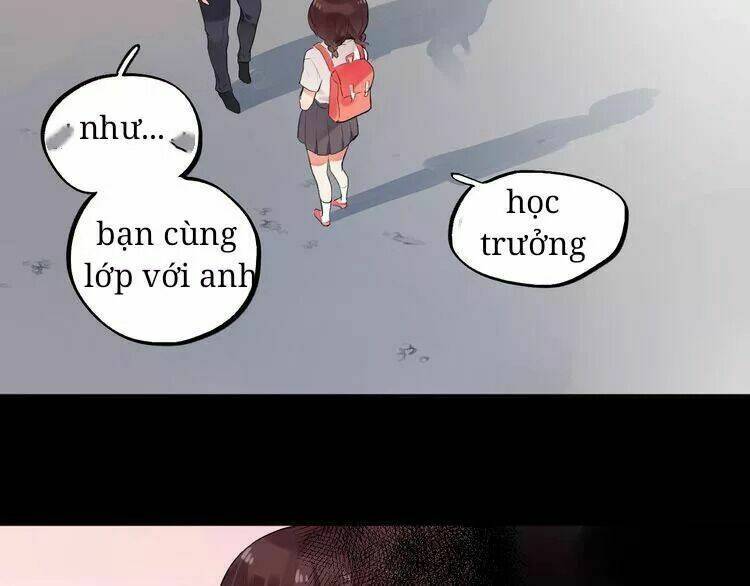 như...
bạn cùng
lớp với anh
học
trưởng